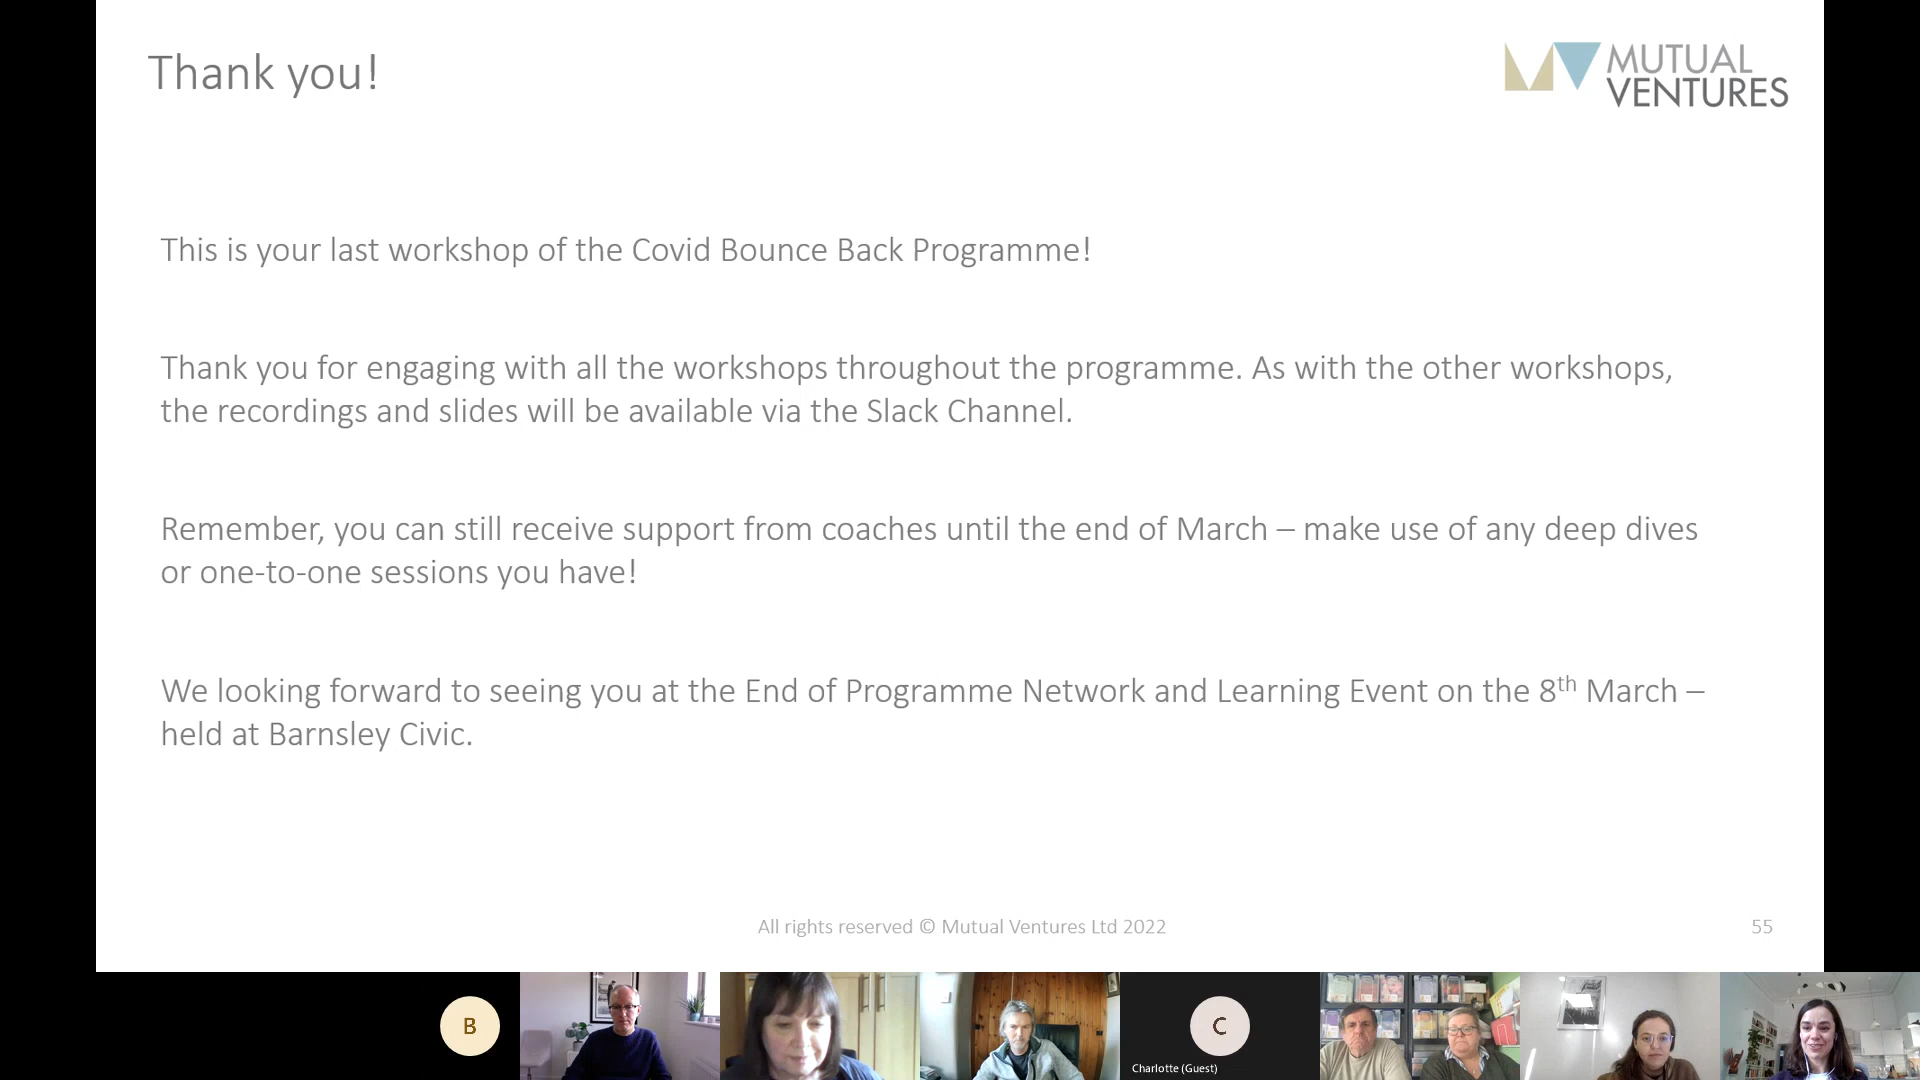 Thank you!
MUTUAL
VENTURES
This is your last workshop of the Covid Bounce Back Programme!
Thank you for engaging with all the workshops throughout the programme. As with the other workshops,
the recordings and slides will be available via the Slack Channel.
Remember, you can still receive support from coaches until the end of March – make use of any deep dives
or one-to-one sessions you have!
We looking forward to seeing you at the End of Programme Network and Learning Event on the 8th March –
held at Barnsley Civic.
All rights reserved © Mutual Ventures Ltd 2022
55
B
C
Charlotte (Guest)